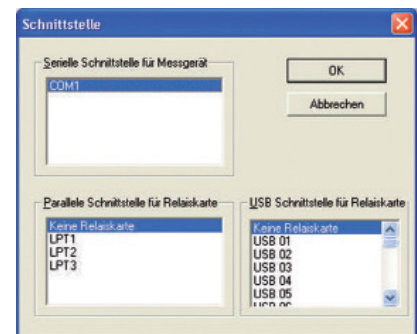 Schnittstelle
Serielle Schnittstelle für Messgerät
COM1
OK
Abbrechen
Parallele Schnittstelle für Relaiskarte
Keine Relaiskarte
LPT1
LPT2
LPT3
USB Schnittstelle für Relaiskarte
Keine Relaiskarte
USB 01
USB 02
USB 03
USB 04
USB 05